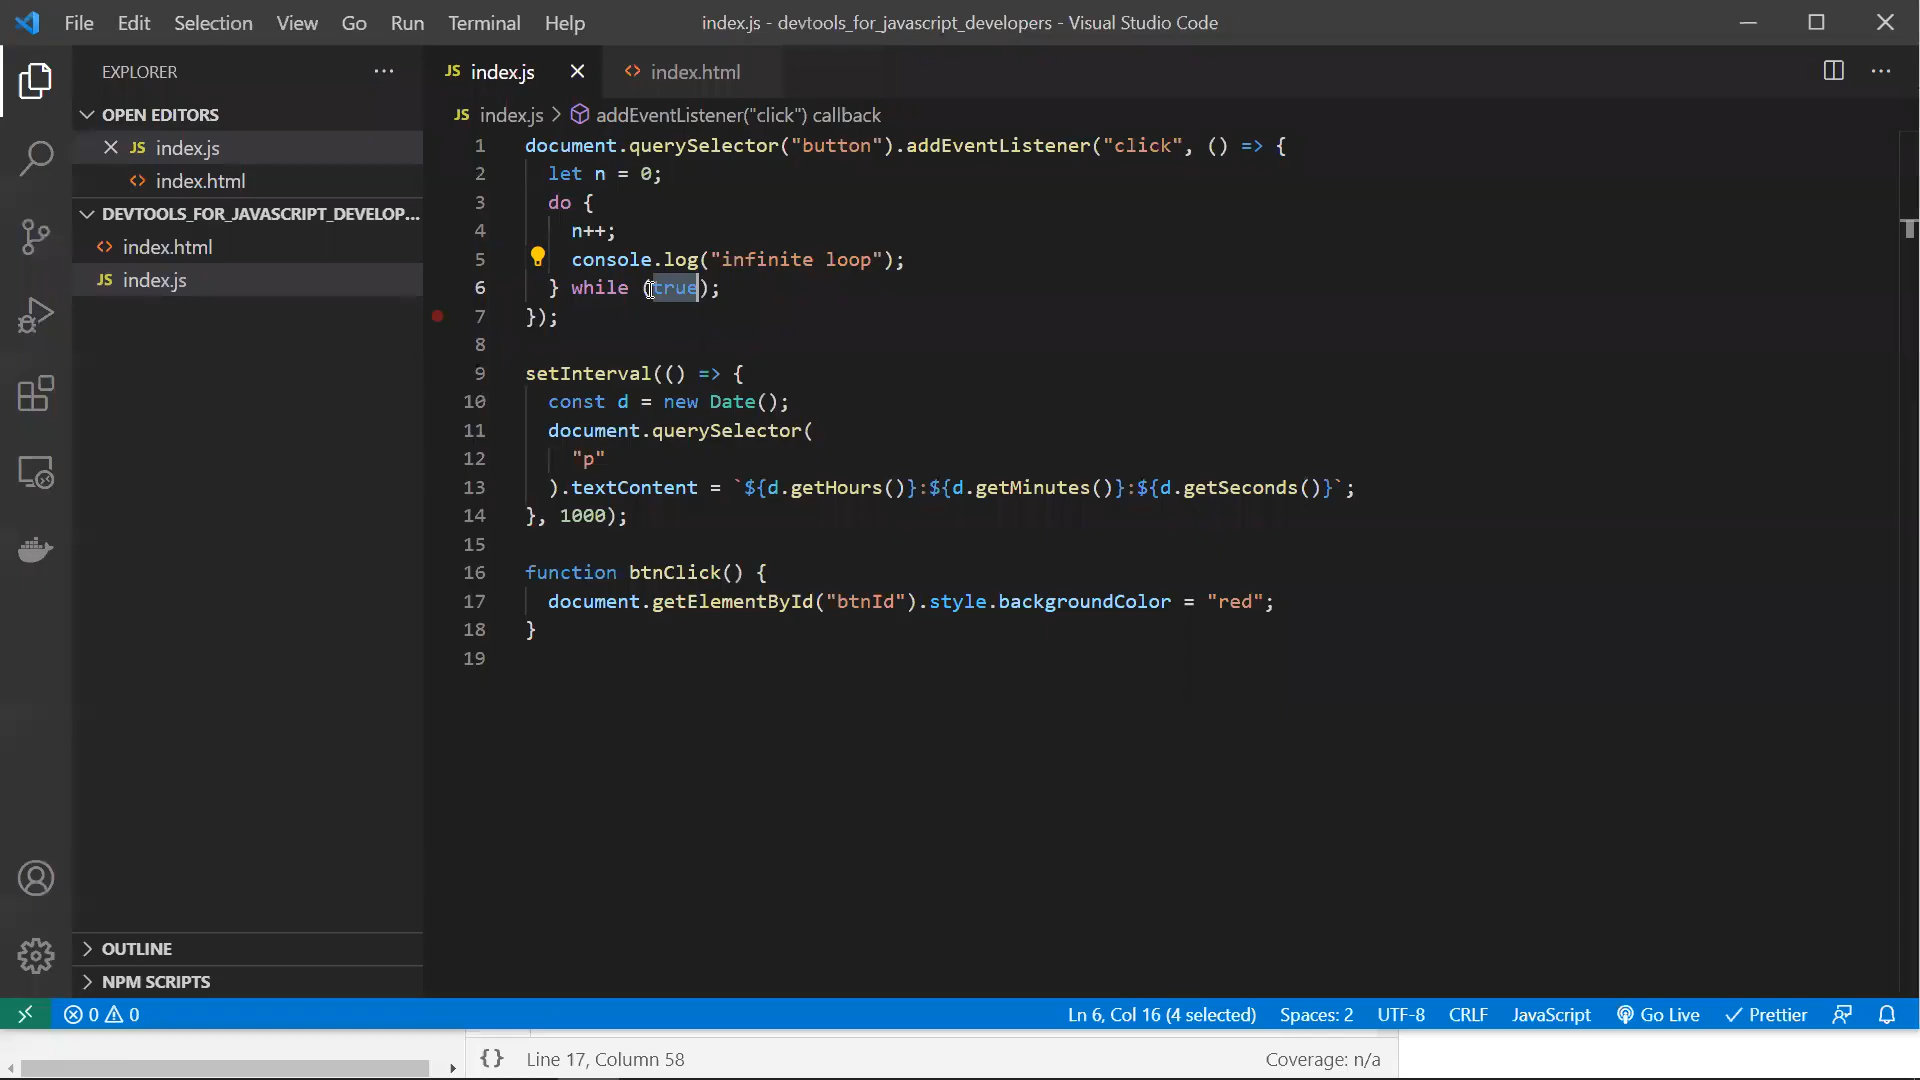 File Edit Selection View Go Run Terminal Help
index.js - devtools_for_javascript_developers - Visual Studio Code
EXPLORER
OPEN EDITORS
JS index.js
<> index.html
DEVTOOLS_FOR_JAVASCRIPT_DEVELOP...
<> index.html
JS index.js
OUTLINE
NPM SCRIPTS
JS index.js
<> index.html
JS index.js > addEventListener("click") callback
1 document.querySelector("button").addEventListener("click", () => {
2 let n = 0;
3 do {
4 n++;
5 console.log("infinite loop");
6 } while (true);
7 });
8
9 setInterval(() => {
10 const d = new Date();
11 document.querySelector(
12 "p"
13 ).textContent = `${d.getHours()}:${d.getMinutes()}:${d.getSeconds()}`;
14 }, 1000);
15
16 function btnClick() {
17 document.getElementById("btnId").style.backgroundColor = "red";
18 }
19
0 0
Ln 6, Col 16 (4 selected) Spaces: 2 UTF-8 CRLF JavaScript Go Live Prettier
{} Line 17, Column 58 Coverage: n/a